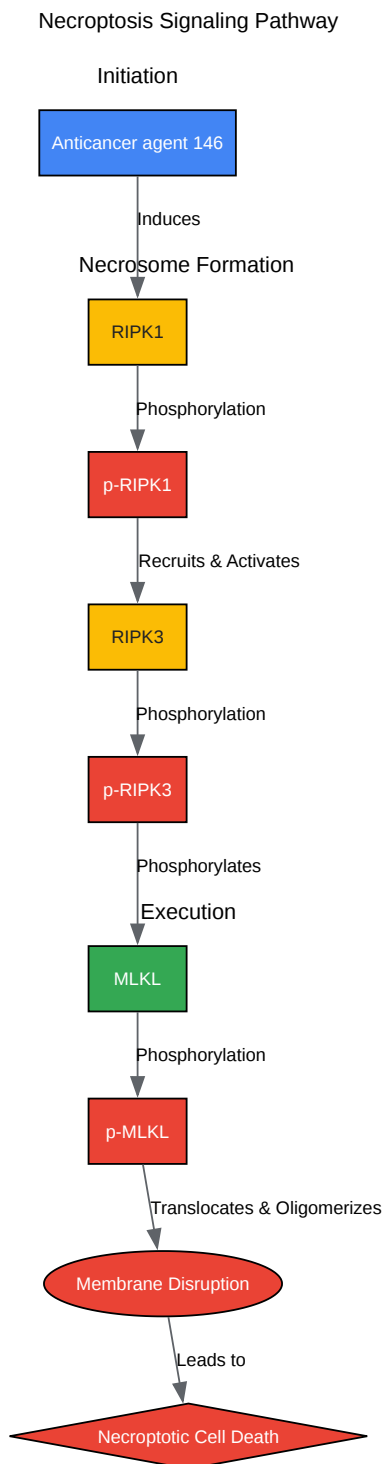 Necroptosis Signaling Pathway
Initiation
Anticancer agent 146
Induces
Necrosome Formation
RIPK1
Phosphorylation
p-RIPK1
Recruits & Activates
RIPK3
Phosphorylation
p-RIPK3
Phosphorylates
Execution
MLKL
Phosphorylation
p-MLKL
Translocates & Oligomerizes
Membrane Disruption
Leads to
Necroptotic Cell Death